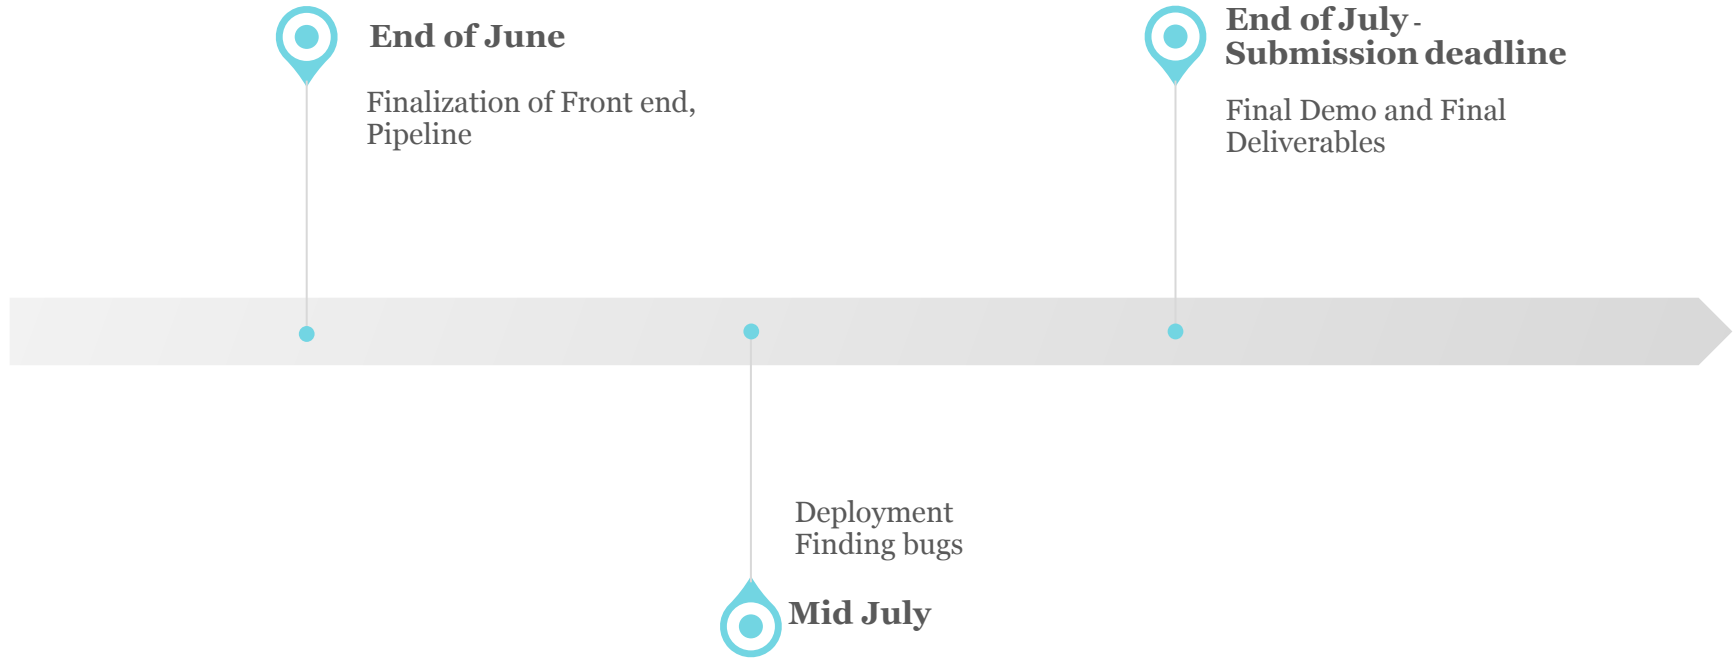 End of June
Finalization of Front end,
Pipeline
End of July -
Submission deadline
Final Demo and Final
Deliverables
Deployment
Finding bugs
Mid July